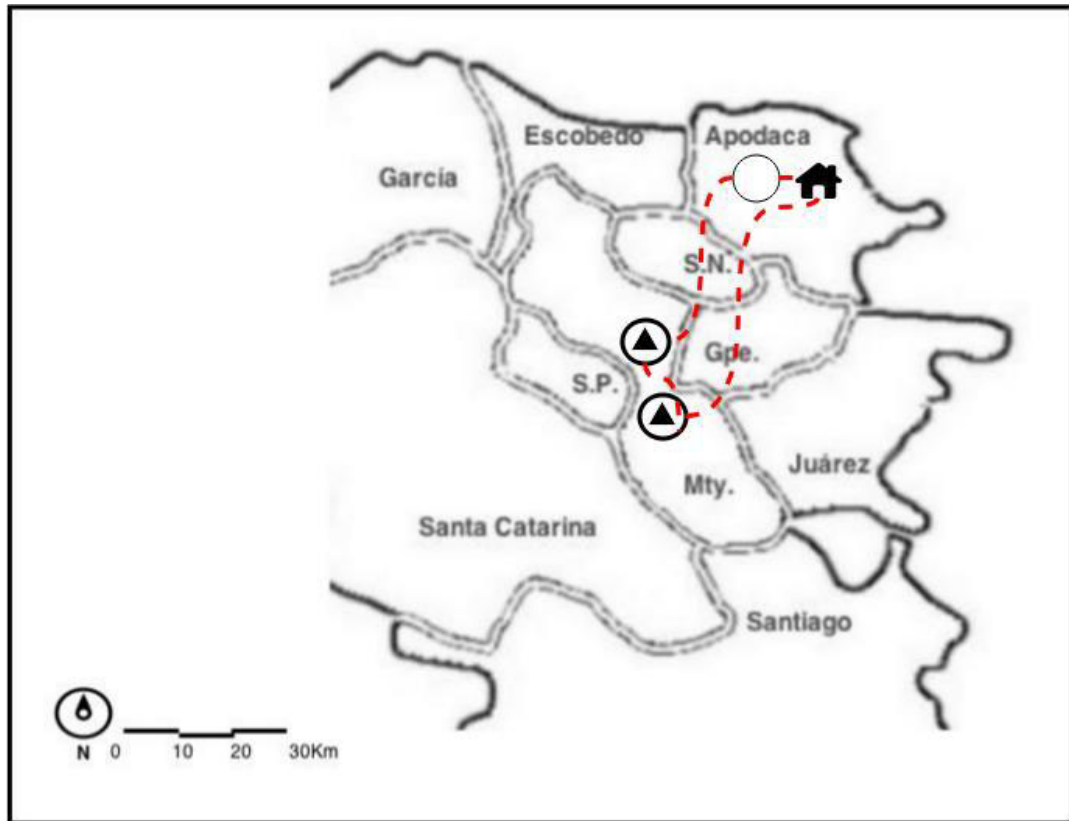 Escobedo
Apodaca
García
S.N.
Gpe.
S.P.
Juárez
Mty.
Santa Catarina
Santiago
N 0 10 20 30Km